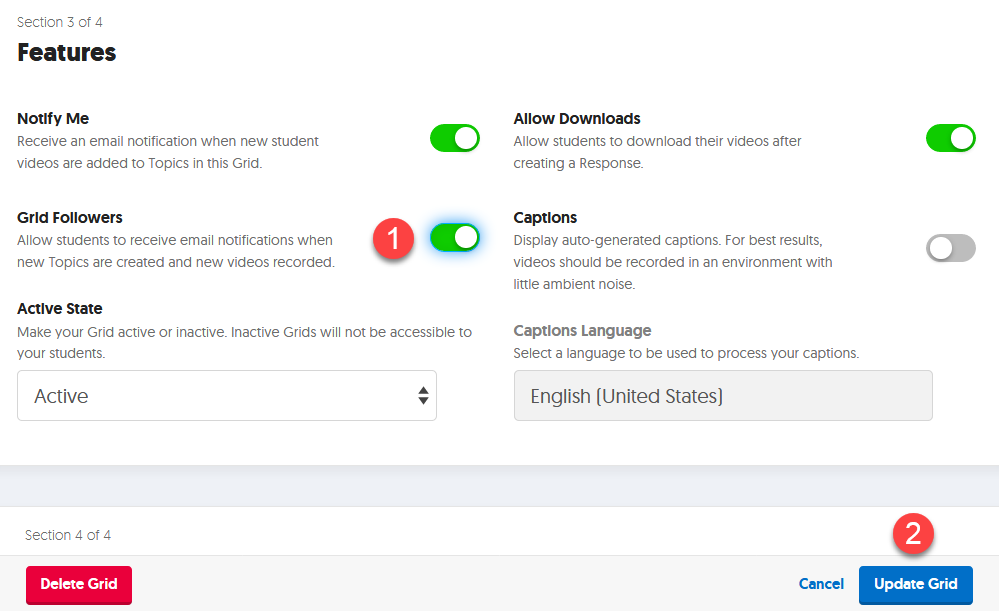 Section 3 of 4
Features
Notify Me
Receive an email notification when new student
videos are added to Topics in this Grid.
Allow Downloads
Allow students to download their videos after
creating a Response.
Grid Followers
Allow students to receive email notifications when
new Topics are created and new videos recorded.
1
Captions
Display auto-generated captions. For best results,
videos should be recorded in an environment with
little ambient noise.
Active State
Make your Grid active or inactive. Inactive Grids will not be accessible to
your students.
Active
Captions Language
Select a language to be used to process your captions.
English (United States)
Section 4 of 4
2
Delete Grid
Cancel
Update Grid